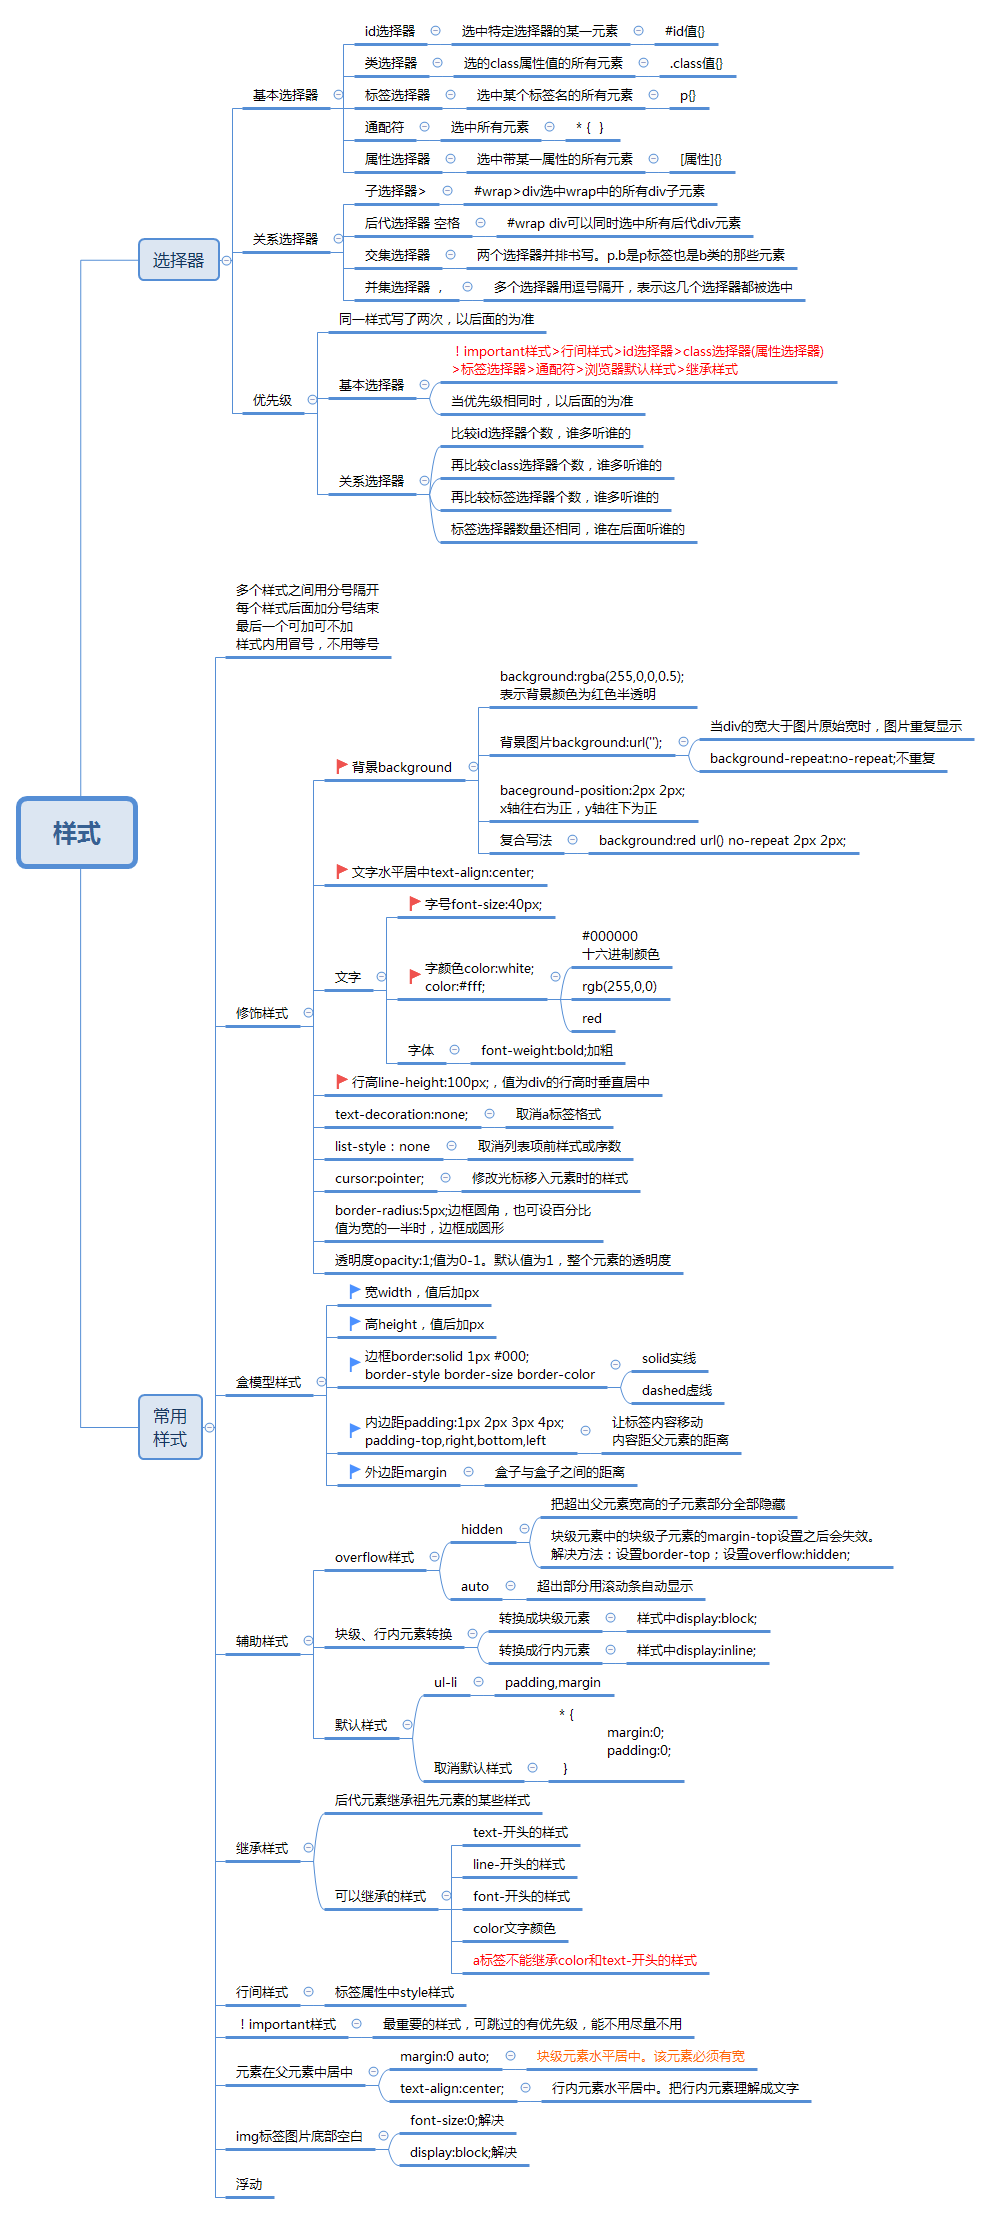 样式
选择器
基本选择器
id选择器
选中特定选择器的某一元素
#id值{}
类选择器
选的class属性值的所有元素
.class值{}
标签选择器
选中某个标签名的所有元素
p{}
通配符
选中所有元素
* {  }
属性选择器
选中带某一属性的所有元素
[属性]{}
关系选择器
子选择器>
#wrap>div选中wrap中的所有div子元素
后代选择器 空格
#wrap div可以同时选中所有后代div元素
交集选择器
两个选择器并排书写。p.b是p标签也是b类的那些元素
并集选择器 ，
多个选择器用逗号隔开，表示这几个选择器都被选中
优先级
同一样式写了两次，以后面的为准
基本选择器
！important样式>行间样式>id选择器>class选择器(属性选择器)
>标签选择器>通配符>浏览器默认样式>继承样式
当优先级相同时，以后面的为准
关系选择器
比较id选择器个数，谁多听谁的
再比较class选择器个数，谁多听谁的
再比较标签选择器个数，谁多听谁的
标签选择器数量还相同，谁在后面听谁的
常用
样式
多个样式之间用分号隔开
每个样式后面加分号结束
最后一个可加可不加
样式内用冒号，不用等号
修饰样式
背景background
background:rgba(255,0,0,0.5);
表示背景颜色为红色半透明
背景图片background:url('');
当div的宽大于图片原始宽时，图片重复显示
background-repeat:no-repeat;不重复
baceground-position:2px 2px;
x轴往右为正，y轴往下为正
复合写法
background:red url() no-repeat 2px 2px;
文字水平居中text-align:center;
文字
字号font-size:40px;
字颜色color:white;
color:#fff;
#000000
十六进制颜色
rgb(255,0,0)
red
字体
font-weight:bold;加粗
行高line-height:100px;，值为div的行高时垂直居中
text-decoration:none;
取消a标签格式
list-style：none
取消列表项前样式或序数
cursor:pointer;
修改光标移入元素时的样式
border-radius:5px;边框圆角，也可设百分比
值为宽的一半时，边框成圆形
透明度opacity:1;值为0-1。默认值为1，整个元素的透明度
盒模型样式
宽width，值后加px
高height，值后加px
边框border:solid 1px #000;
border-style border-size border-color
solid实线
dashed虚线
内边距padding:1px 2px 3px 4px;
padding-top,right,bottom,left
让标签内容移动
内容距父元素的距离
外边距margin
盒子与盒子之间的距离
辅助样式
overflow样式
hidden
把超出父元素宽高的子元素部分全部隐藏
块级元素中的块级子元素的margin-top设置之后会失效。
解决方法：设置border-top；设置overflow:hidden;
auto
超出部分用滚动条自动显示
块级、行内元素转换
转换成块级元素
样式中display:block;
转换成行内元素
样式中display:inline;
默认样式
ul-li
padding,margin
取消默认样式
* {
margin:0;
padding:0;
}
继承样式
后代元素继承祖先元素的某些样式
可以继承的样式
text-开头的样式
line-开头的样式
font-开头的样式
color文字颜色
a标签不能继承color和text-开头的样式
行间样式
标签属性中style样式
！important样式
最重要的样式，可跳过的有优先级，能不用尽量不用
元素在父元素中居中
margin:0 auto;
块级元素水平居中。该元素必须有宽
text-align:center;
行内元素水平居中。把行内元素理解成文字
img标签图片底部空白
font-size:0;解决
display:block;解决
浮动